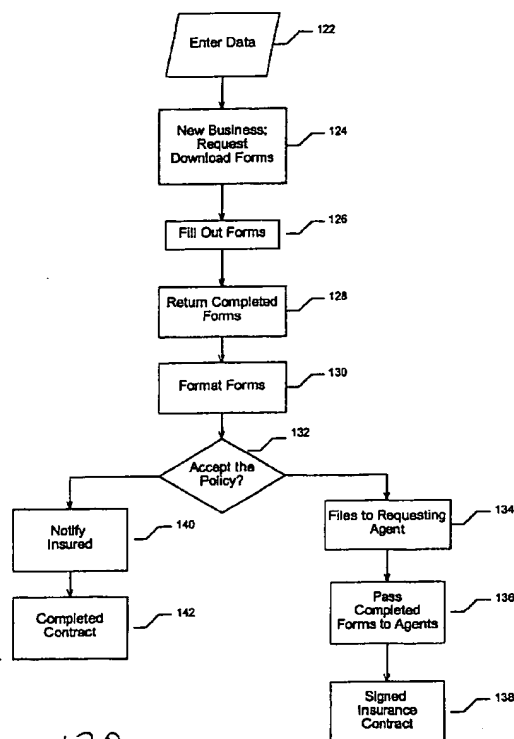 Enter Data
122
New Business;
Request
Download Forms
124
Fill Out Forms
126
Return Completed
Forms
128
Format Forms
130
132
Accept the
Policy?
Notify
Insured
140
Files to Requesting
Agent
134
Completed
Contract
142
Pass
Completed
Forms to Agents
136
Signed
Insurance
Contract
138